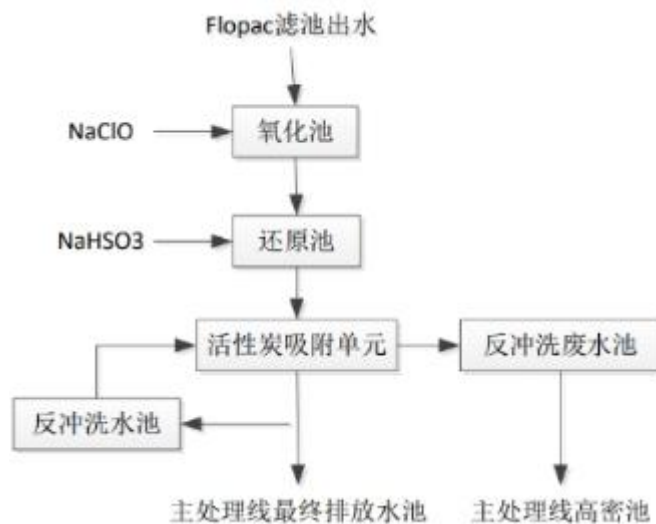 Flopac滤池出水
NaClO
氧化池
NaHSO3
还原池
活性炭吸附单元
反冲洗废水池
反冲洗水池
主处理线最终排放水池
主处理线高密池